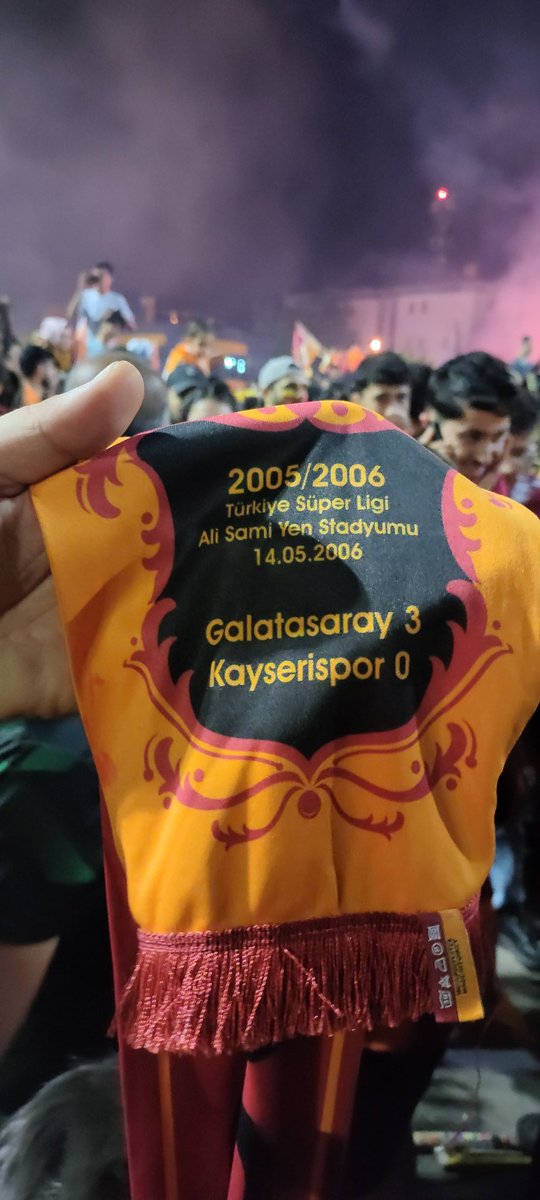 2005/2006
Türkiye Süper Ligi
Ali Sami Yen Stadyumu
14.05.2006
Galatasaray 3
Kayserispor 0